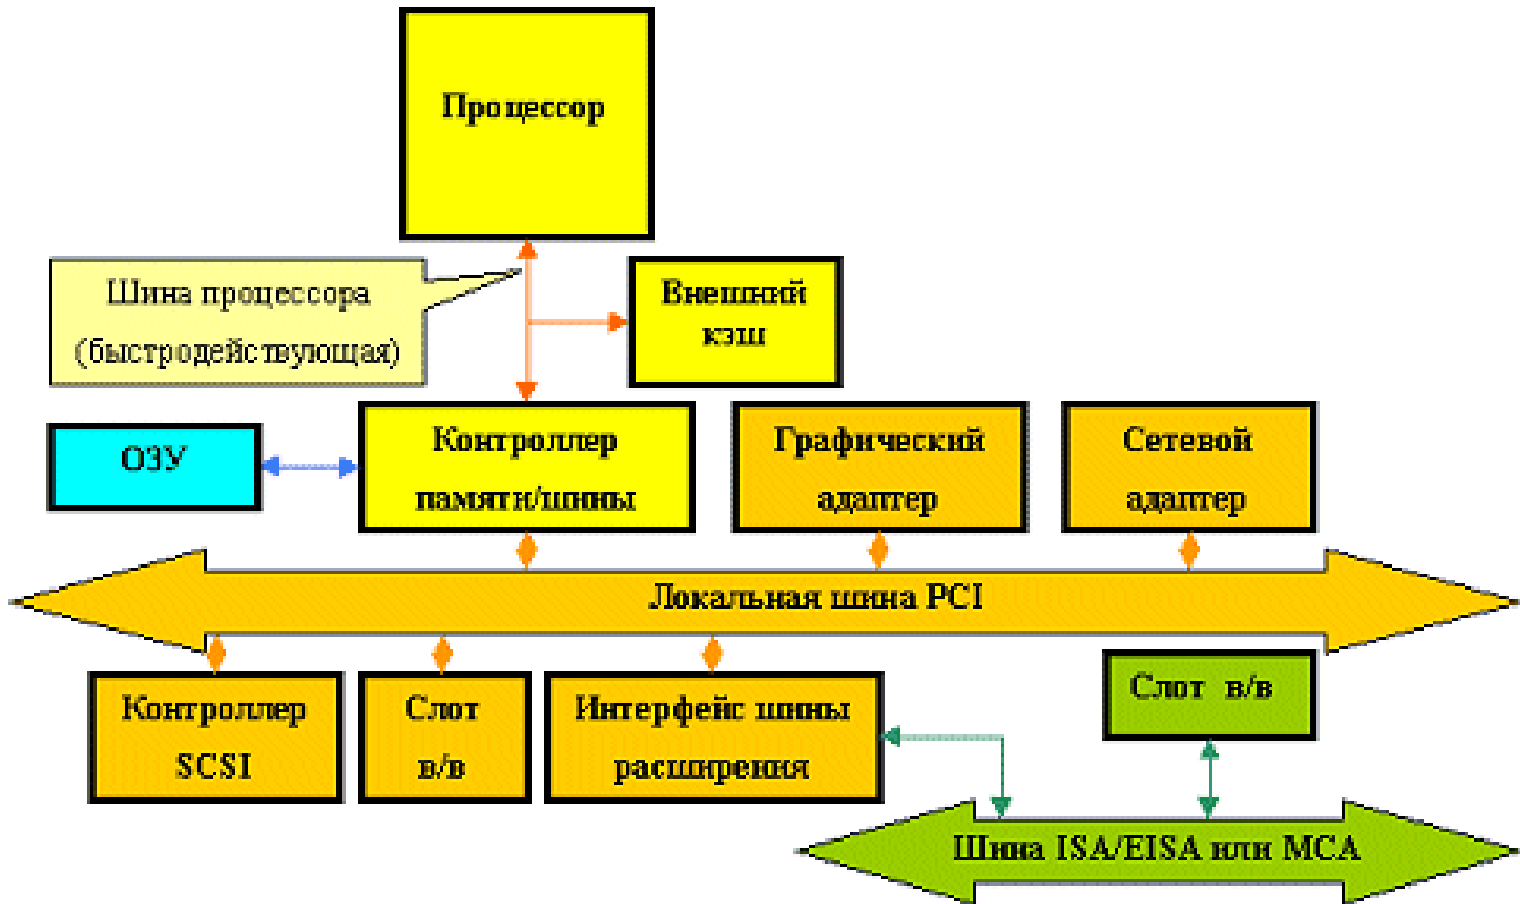 Процессор
Шина процессора
(быстродействующая)
Внешний
кэш
ОЗУ
Контроллер
памяти/шины
Графический
адаптер
Сетевой
адаптер
Локальная шина PCI
Контроллер
SCSI
Слот
в/в
Интерфейс шины
расширения
Слот в/в
Шина ISA/EISA или MCA